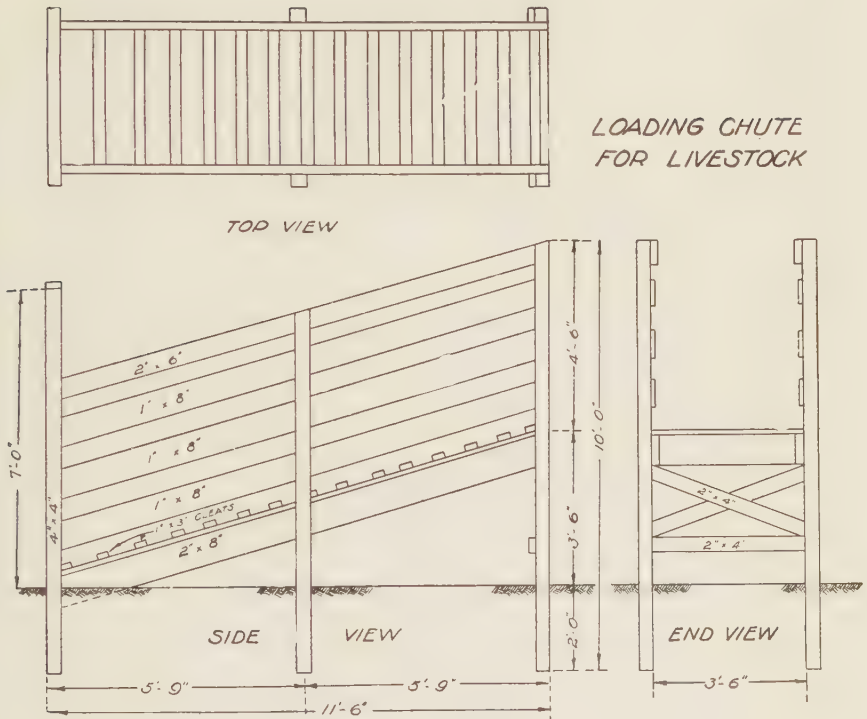 LOADING CHUTE
FOR LIVESTOCK
TOP VIEW
2" x 6"
1" x 8"
1" x 8"
1" x 8"
1" x 3" CLEATS
2" x 8"
7'-0"
4" x 4"
4'-6"
10'-0"
3'-6"
2'-0"
2" x 4"
2" x 4"
SIDE VIEW
END VIEW
5'-9"
5'-9"
3'-6"
11'-6"